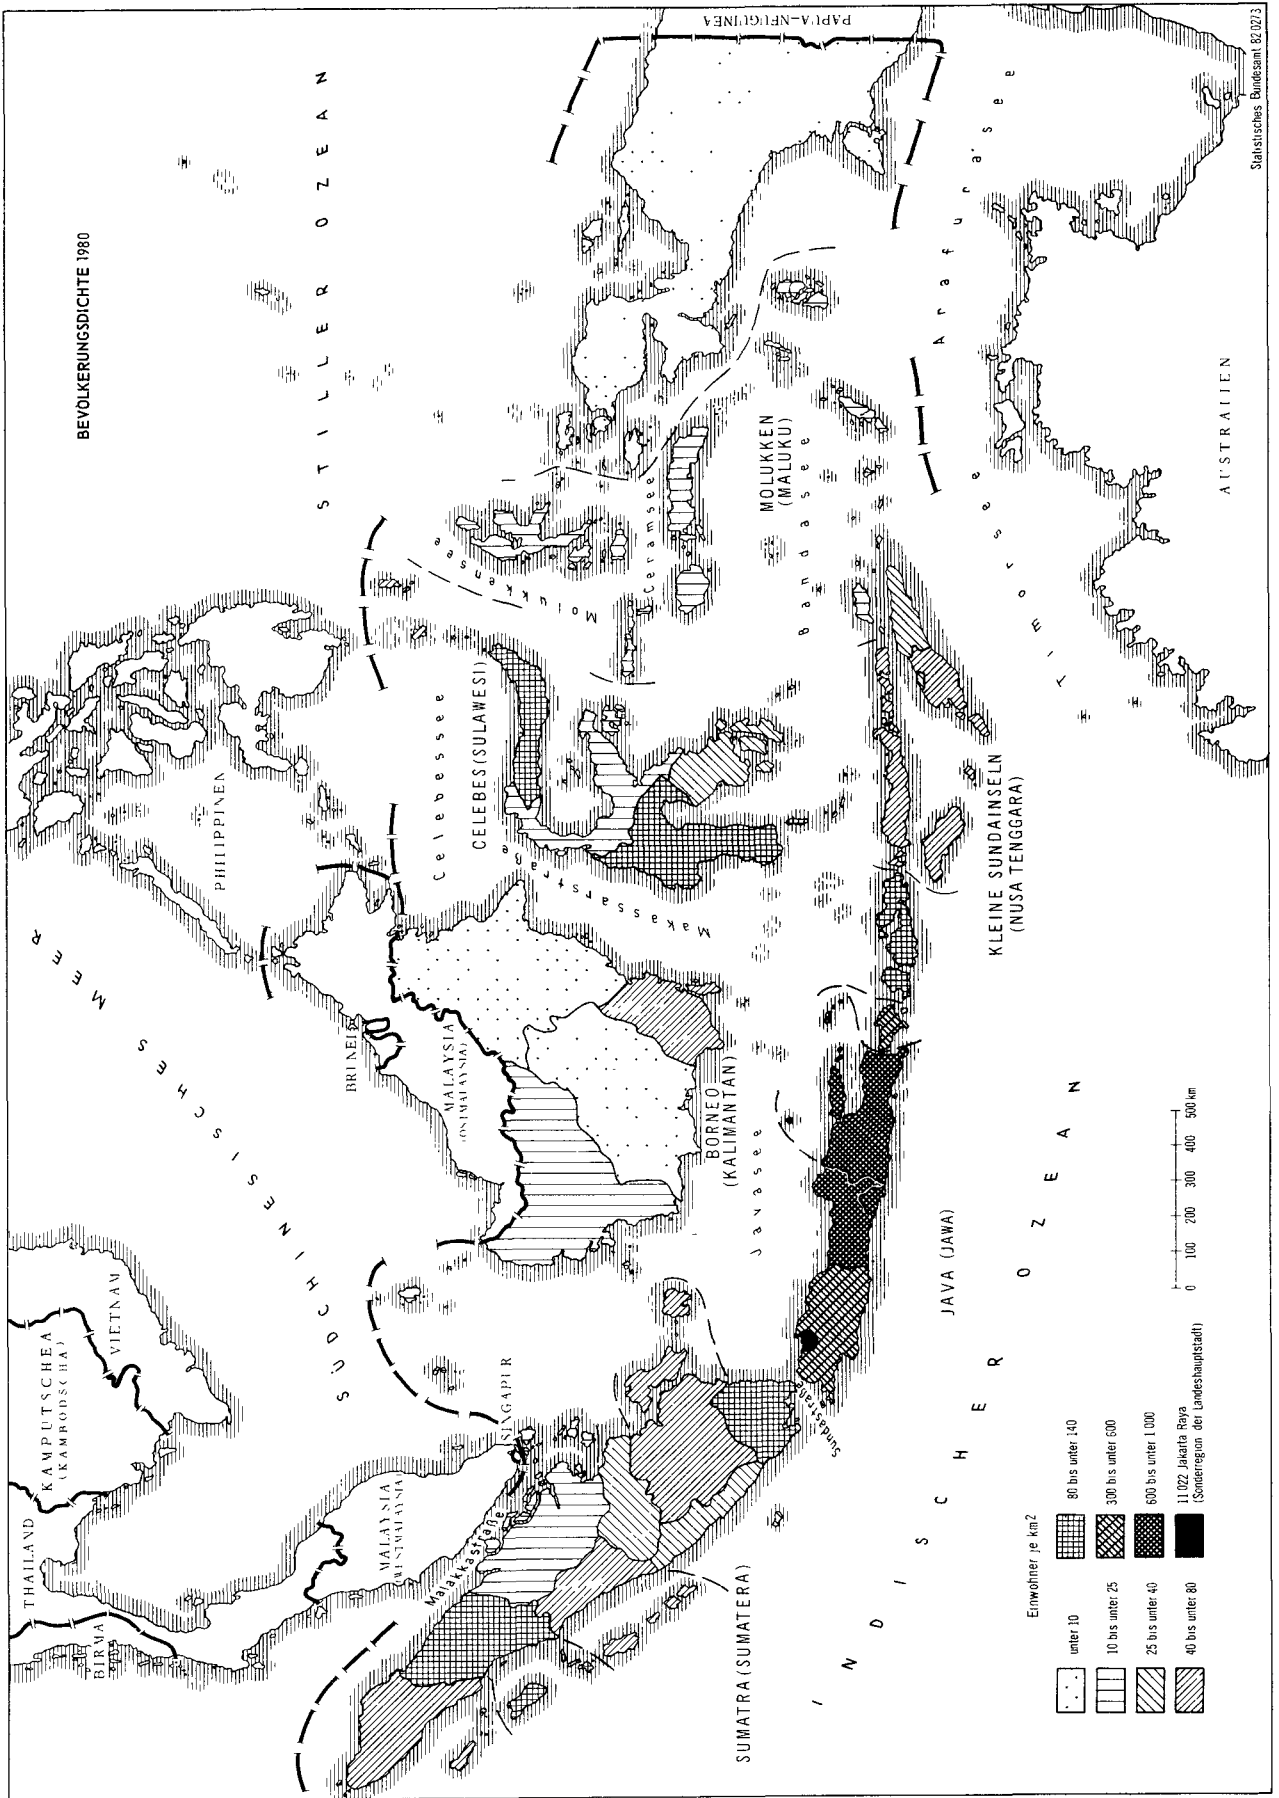 BEVÖLKERUNGSDICHTE 1980
STILLER OZEAN
PAPUA-NEUGUINEA
SÜDCHINESISCHES MEER
THAILAND
BIRMA
KAMPUTSCHEA
(KAMBODSCHA)
VIETNAM
PHILIPPINEN
BRUNEI
MALAYSIA
(OSTMALAYSIA)
MALAYSIA
(WESTMALAYSIA)
SINGAPUR
Malakkastraße
Celebessee
CELEBES (SULAWESI)
Makassarstraße
Molukkensee
Ceramsee
MOLUKKEN
(MALUKU)
Bandasee
Arafurasee
Timorsee
AUSTRALIEN
BORNEO
(KALIMANTAN)
Javasee
Sundastraße
SUMATRA (SUMATERA)
JAVA (JAWA)
KLEINE SUNDAINSELN
(NUSA TENGGARA)
INDISCHER OZEAN
Einwohner je km²
unter 10
10 bis unter 25
25 bis unter 40
40 bis unter 80
80 bis unter 140
300 bis unter 600
600 bis unter 1 000
11 022 Jakarta Raya
(Sonderregion der Landeshauptstadt)
0 100 200 300 400 500 km
Statistisches Bundesamt 82 0273